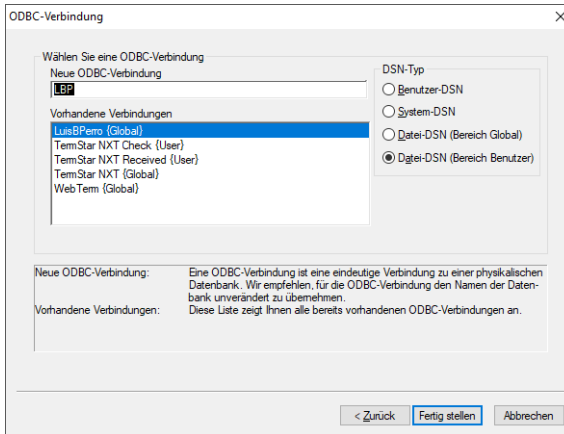 ODBC-Verbindung
Wählen Sie eine ODBC-Verbindung
Neue ODBC-Verbindung
LBP
Vorhandene Verbindungen
LuisBPerro {Global}
TermStar NXT Check {User}
TermStar NXT Received {User}
TermStar NXT {Global}
WebTerm {Global}
DSN-Typ
Benutzer-DSN
System-DSN
Datei-DSN (Bereich Global)
Datei-DSN (Bereich Benutzer)
Neue ODBC-Verbindung: Eine ODBC-Verbindung ist eine eindeutige Verbindung zu einer physikalischen
Datenbank. Wir empfehlen, für die ODBC-Verbindung den Namen der Daten-
bank unverändert zu übernehmen.
Vorhandene Verbindungen: Diese Liste zeigt Ihnen alle bereits vorhandenen ODBC-Verbindungen an.
< Zurück Fertig stellen Abbrechen